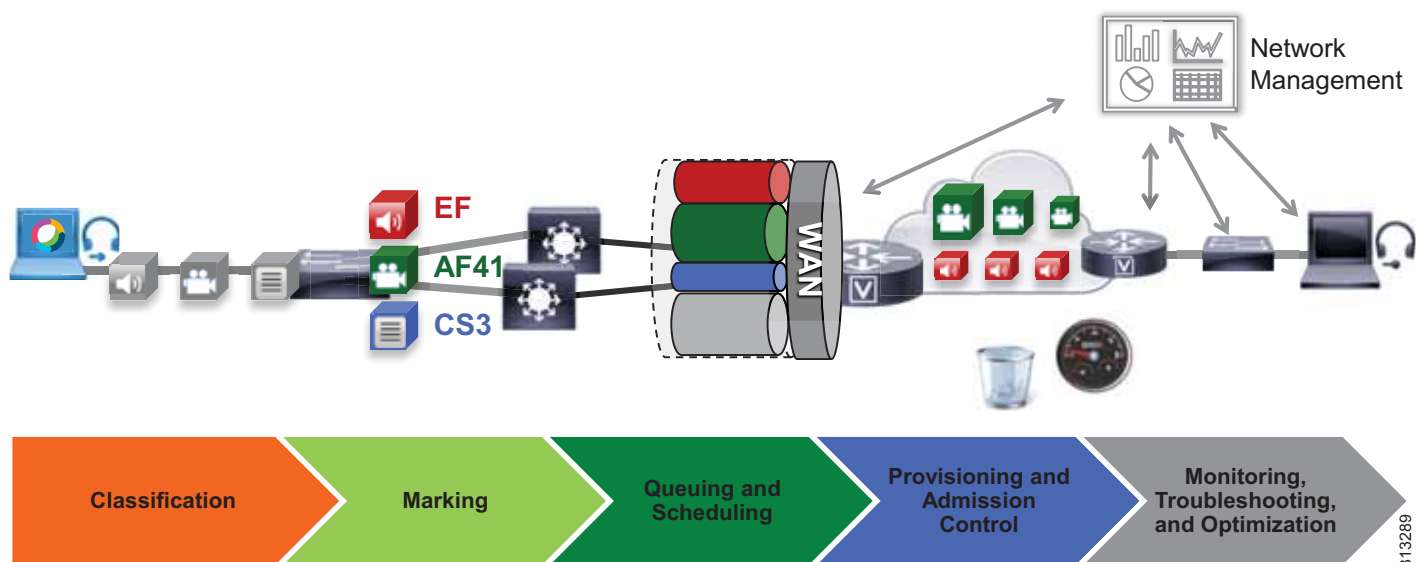 Network
Management
EF
AF41
CS3
WAN
V
V
Classification
Marking
Queuing and
Scheduling
Provisioning and
Admission
Control
Monitoring,
Troubleshooting,
and Optimization
313289